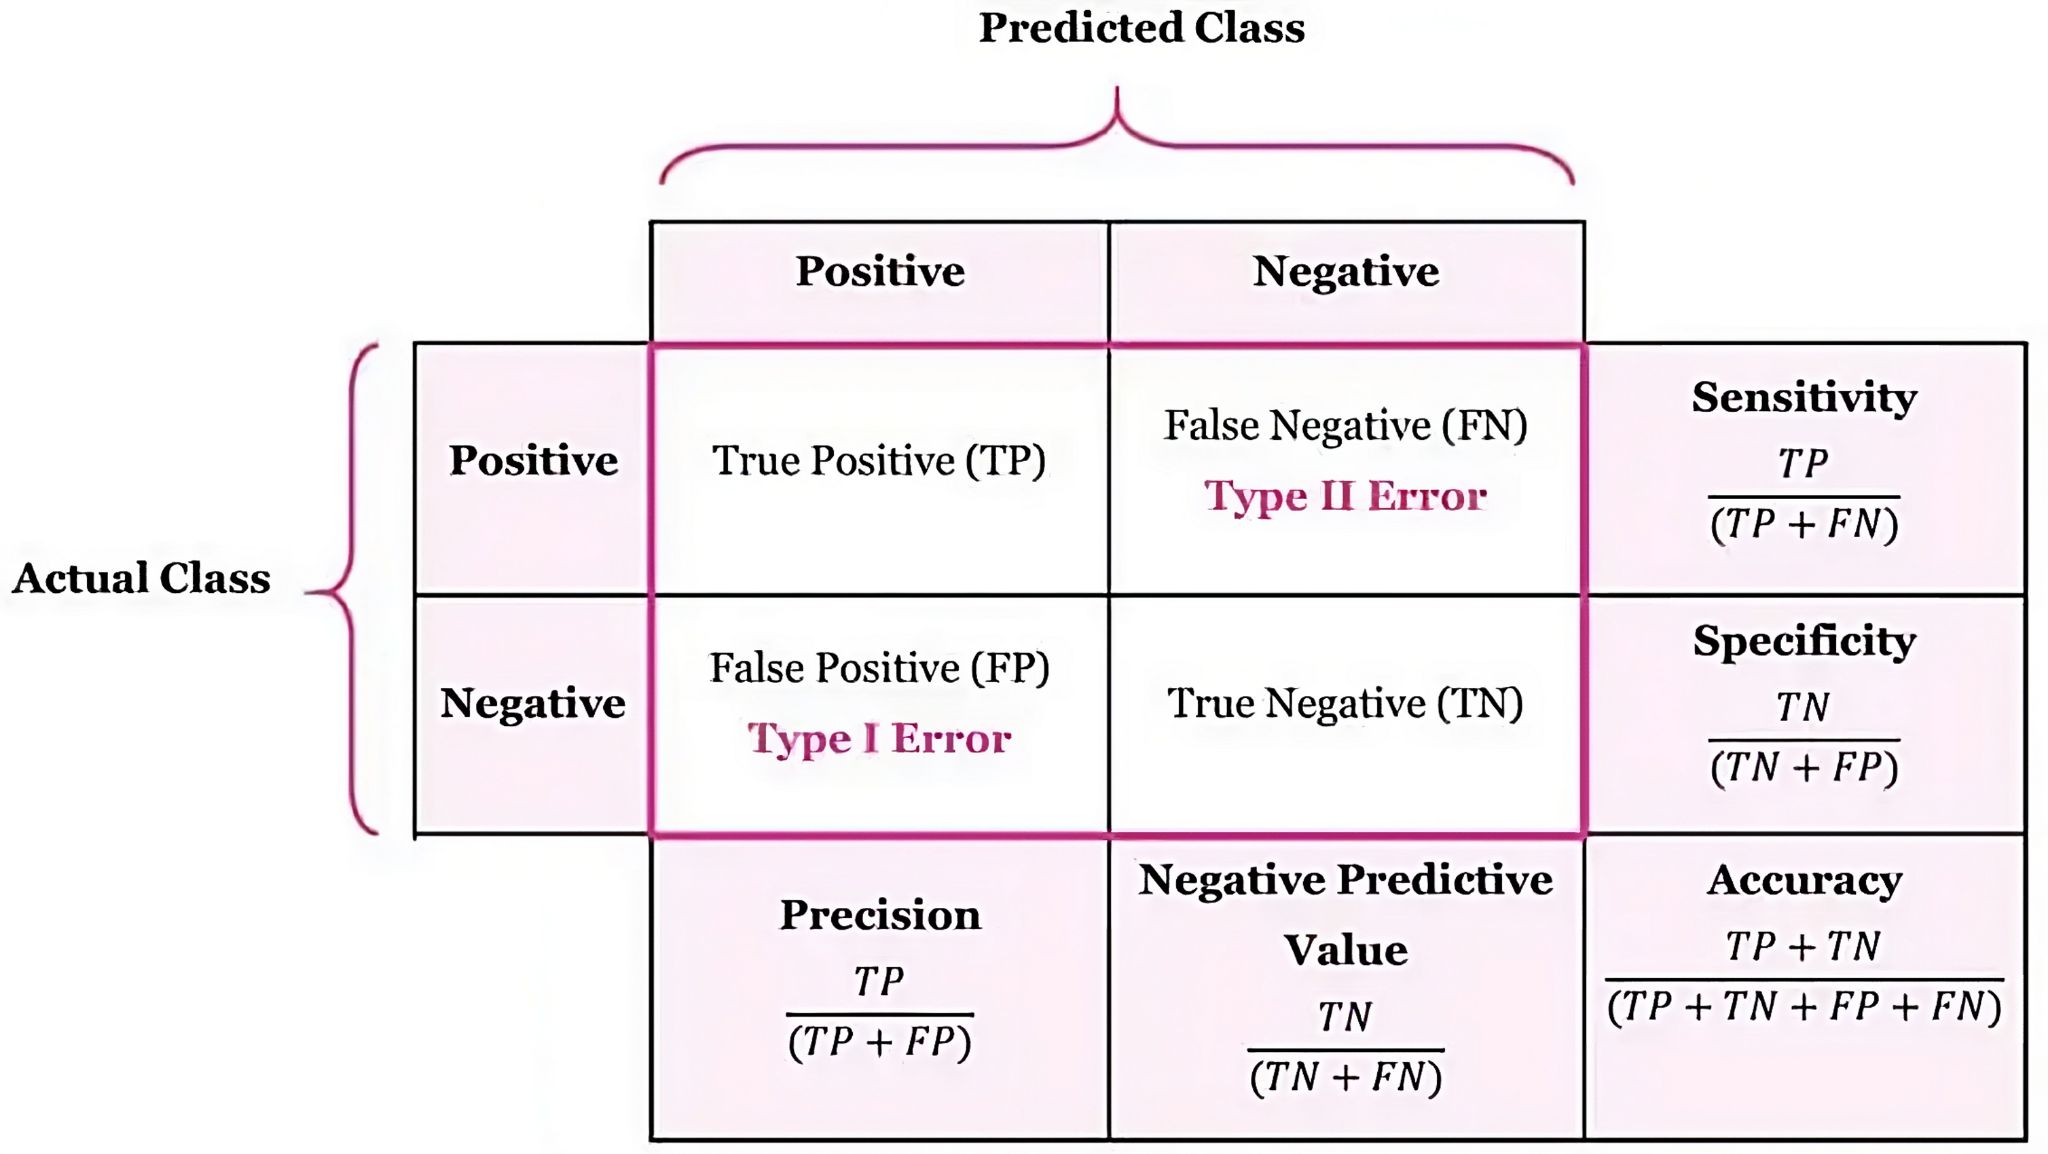 Predicted Class
Positive
Negative
Actual Class
Positive
True Positive (TP)
False Negative (FN)
Type II Error
Sensitivity
TP
(TP + FN)
Negative
False Positive (FP)
Type I Error
True Negative (TN)
Specificity
TN
(TN + FP)
Precision
TP
(TP + FP)
Negative Predictive
Value
TN
(TN + FN)
Accuracy
TP + TN
(TP + TN + FP + FN)